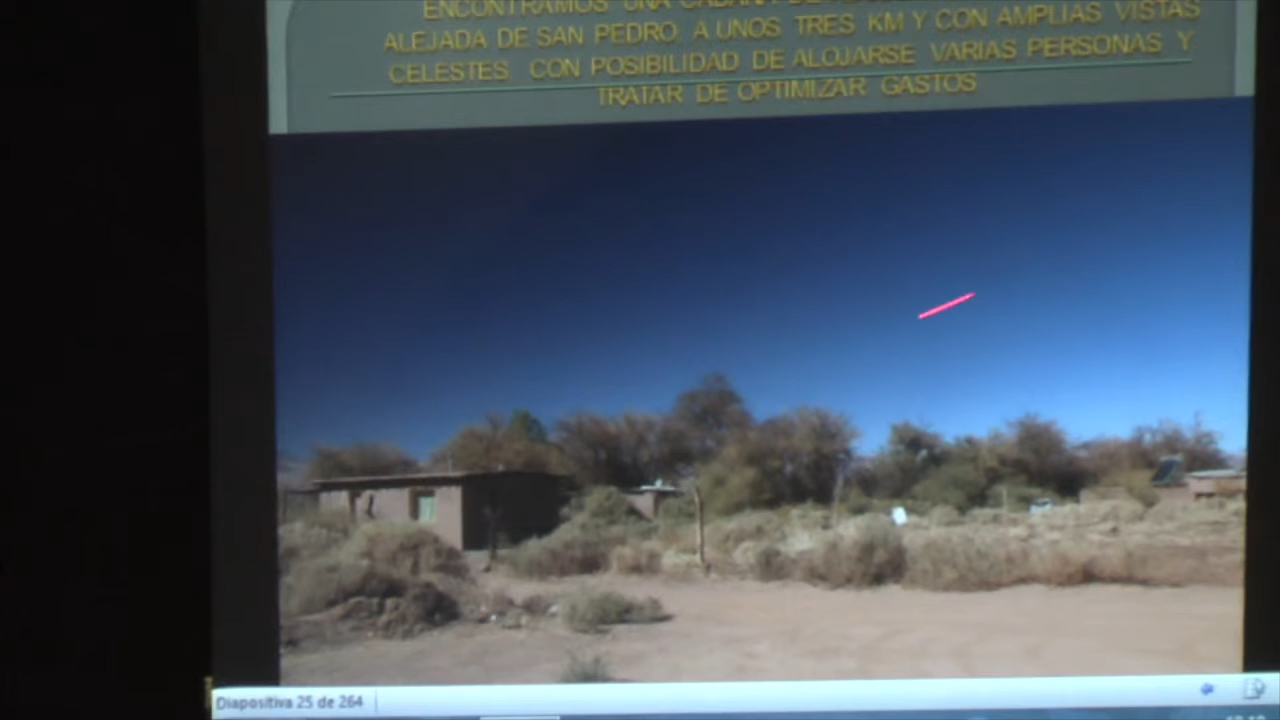 ENCONTRAMOS UNA CABAÑA
ALEJADA DE SAN PEDRO, A UNOS TRES KM Y CON AMPLIAS VISTAS
CELESTES CON POSIBILIDAD DE ALOJARSE VARIAS PERSONAS Y
TRATAR DE OPTIMIZAR GASTOS
Diapositiva 25 de 264